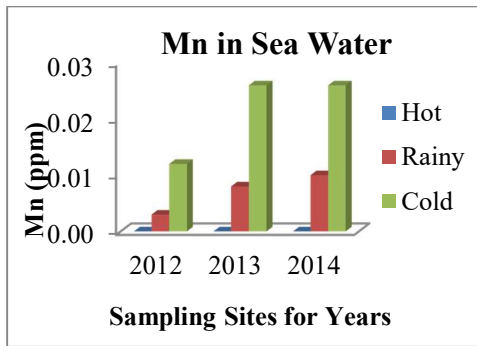 Mn in Sea Water
Mn (ppm)
0.03
0.02
0.01
0.00
2012 2013 2014
Hot
Rainy
Cold
Sampling Sites for Years